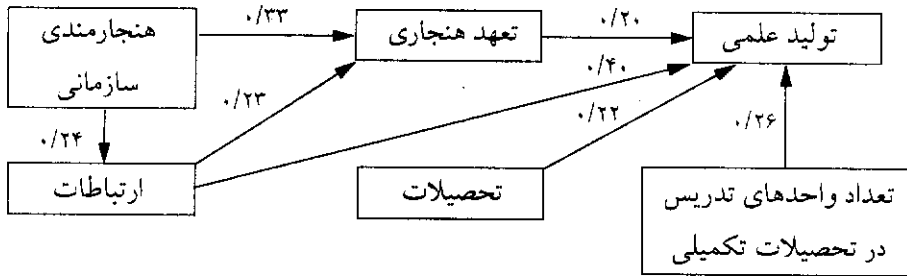 هنجارمندی
سازمانی
۰/۳۳
تعهد هنجاری
۰/۲۰
تولید علمی
۰/۴۰
۰/۲۳
۰/۲۲
۰/۲۶
۰/۲۴
ارتباطات
تحصیلات
تعداد واحدهای تدریس
در تحصیلات تکمیلی